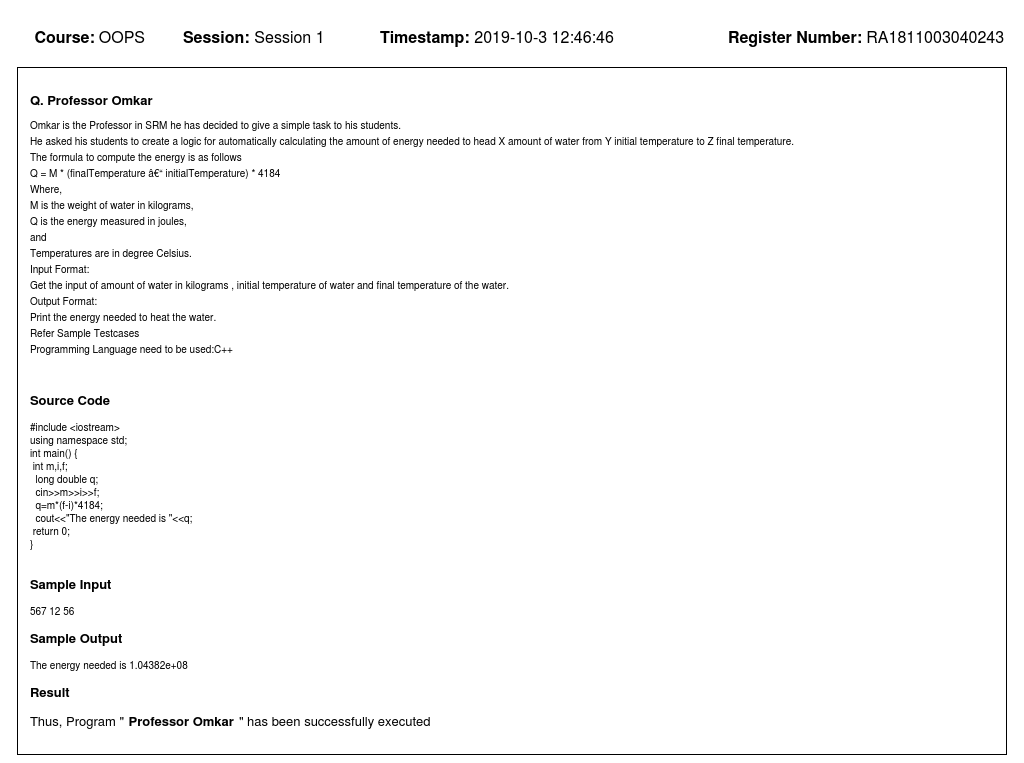 Course: OOPS Session: Session 1 Timestamp: 2019-10-3 12:46:46 Register Number: RA1811003040243
Q. Professor Omkar
Omkar is the Professor in SRM he has decided to give a simple task to his students.
He asked his students to create a logic for automatically calculating the amount of energy needed to head X amount of water from Y initial temperature to Z final temperature.
The formula to compute the energy is as follows
Q = M * (finalTemperature â€“ initialTemperature) * 4184
Where,
M is the weight of water in kilograms,
Q is the energy measured in joules,
and
Temperatures are in degree Celsius.
Input Format:
Get the input of amount of water in kilograms , initial temperature of water and final temperature of the water.
Output Format:
Print the energy needed to heat the water.
Refer Sample Testcases
Programming Language need to be used:C++
Source Code
#include <iostream>
using namespace std;
int main() {
int m,i,f;
long double q;
cin>>m>>i>>f;
q=m*(f-i)*4184;
cout<<"The energy needed is "<<q;
return 0;
}
Sample Input
567 12 56
Sample Output
The energy needed is 1.04382e+08
Result
Thus, Program " Professor Omkar " has been successfully executed